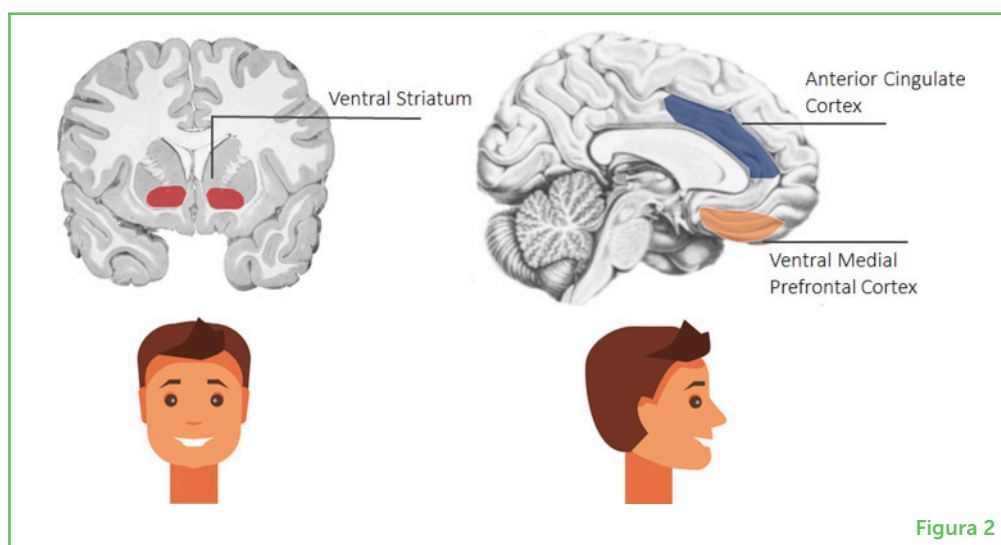 Ventral Striatum
Anterior Cingulate
Cortex
Ventral Medial
Prefrontal Cortex
Figura 2